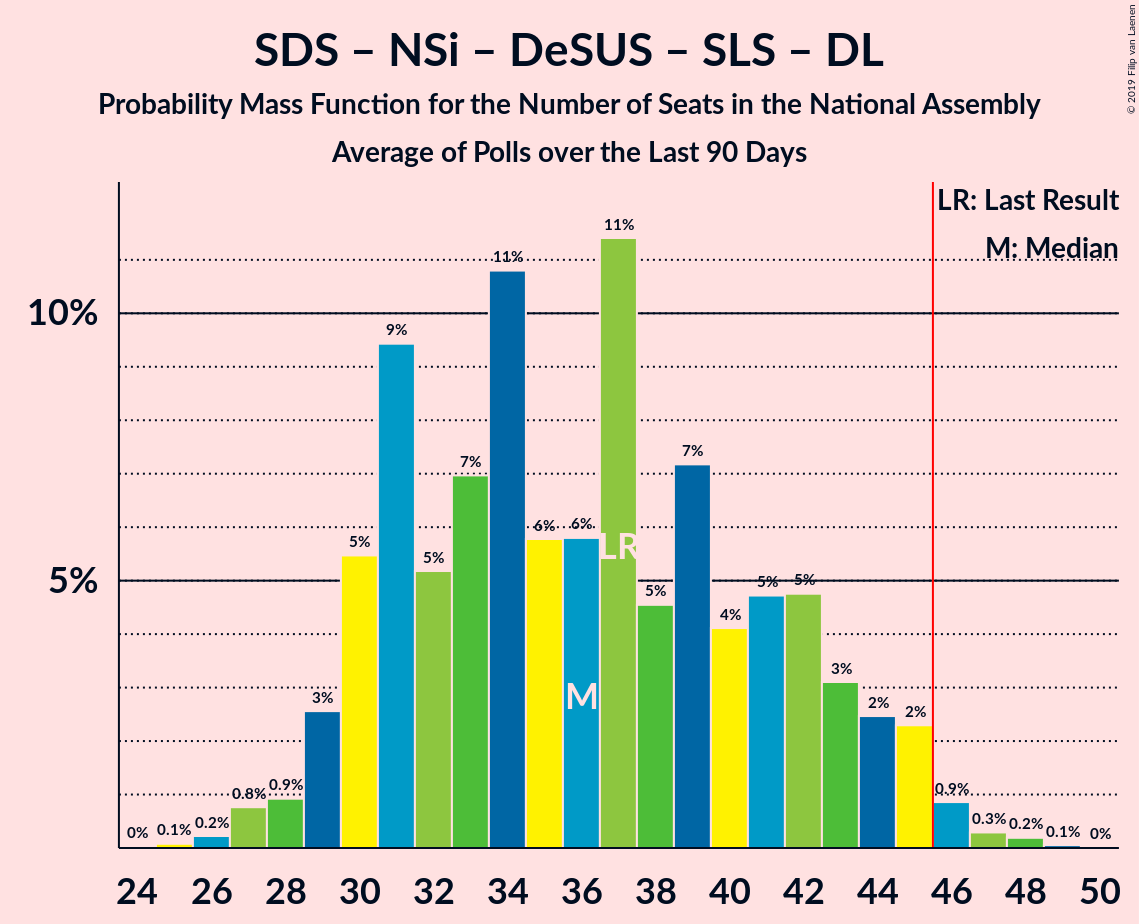 SDS – NSi – DeSUS – SLS – DL
Probability Mass Function for the Number of Seats in the National Assembly
Average of Polls over the Last 90 Days
© 2019 Filip van Laenen
LR: Last Result
M: Median
10%
5%
0% 0.1% 0.2% 0.8% 0.9% 3% 5% 9% 5% 7% 11% 6% 6% 11% 5% 7% 4% 5% 5% 3% 2% 2% 0.9% 0.3% 0.2% 0.1% 0%
LR
M
24 26 28 30 32 34 36 38 40 42 44 46 48 50